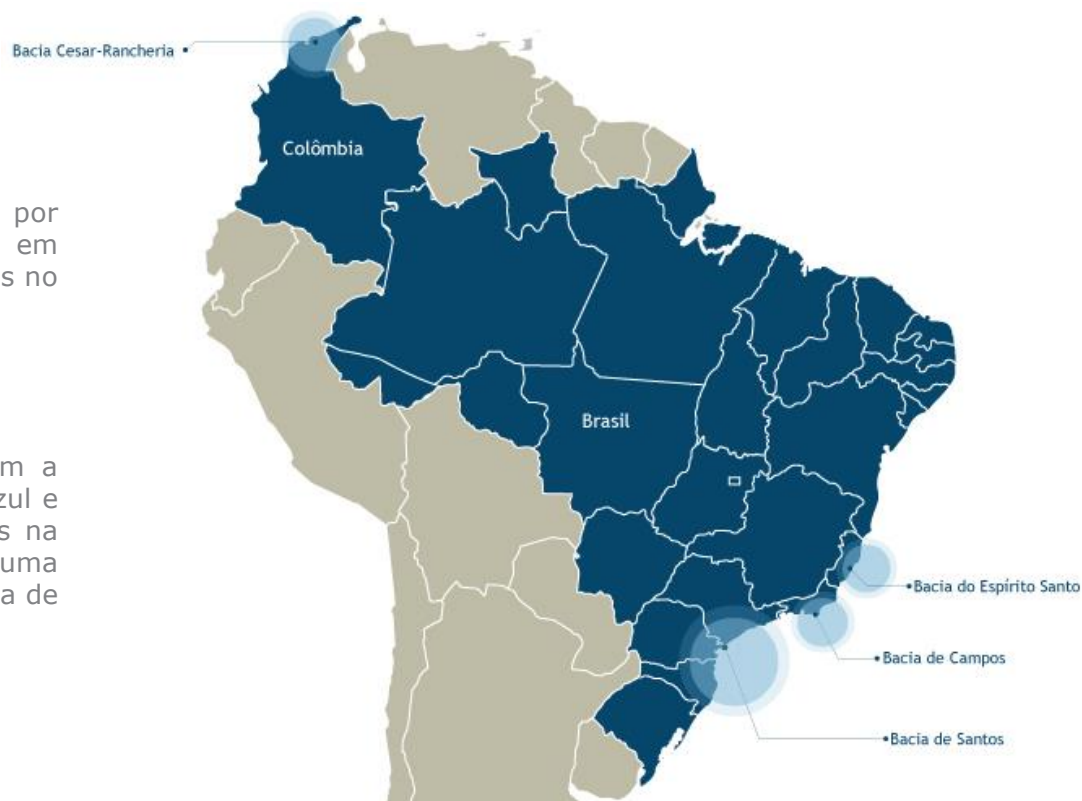 Bacia Cesar-Rancheria
Colômbia
por
em
s no
Brasil
m a
zul e
s na
uma
a de
Bacia do Espírito Santo
Bacia de Campos
Bacia de Santos